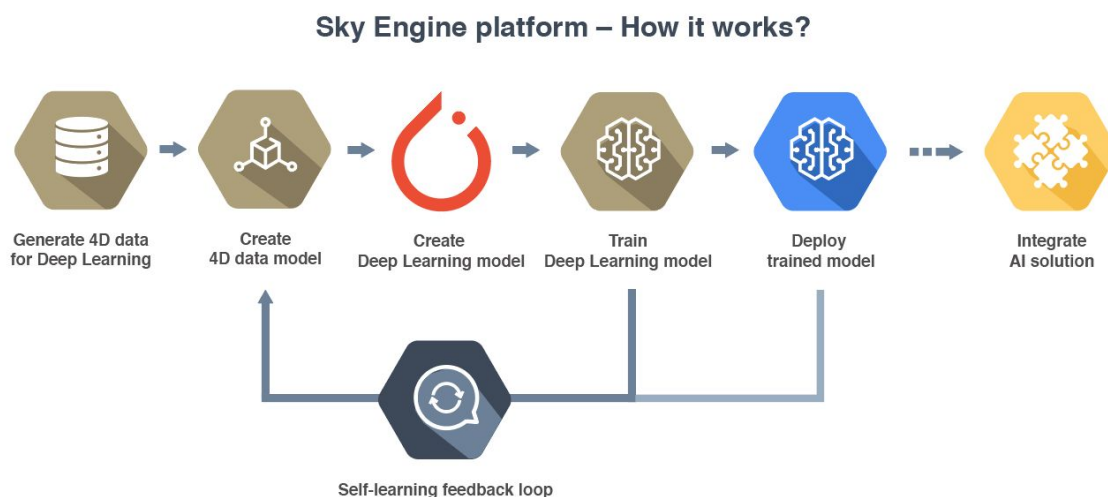 Sky Engine platform – How it works?
Generate 4D data
for Deep Learning
Create
4D data model
Create
Deep Learning model
Train
Deep Learning model
Deploy
trained model
Integrate
AI solution
Self-learning feedback loop